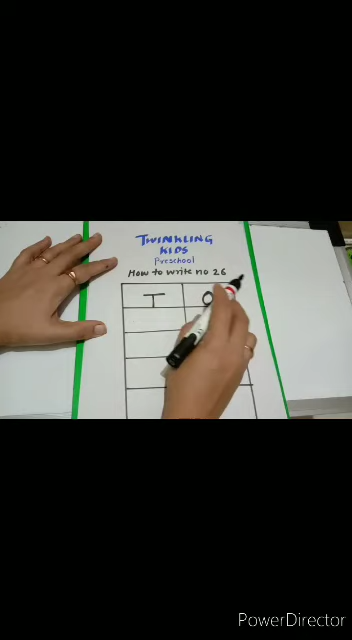 TWINKLING
KIDS
Preschool
How to write no 26
T O
PowerDirector